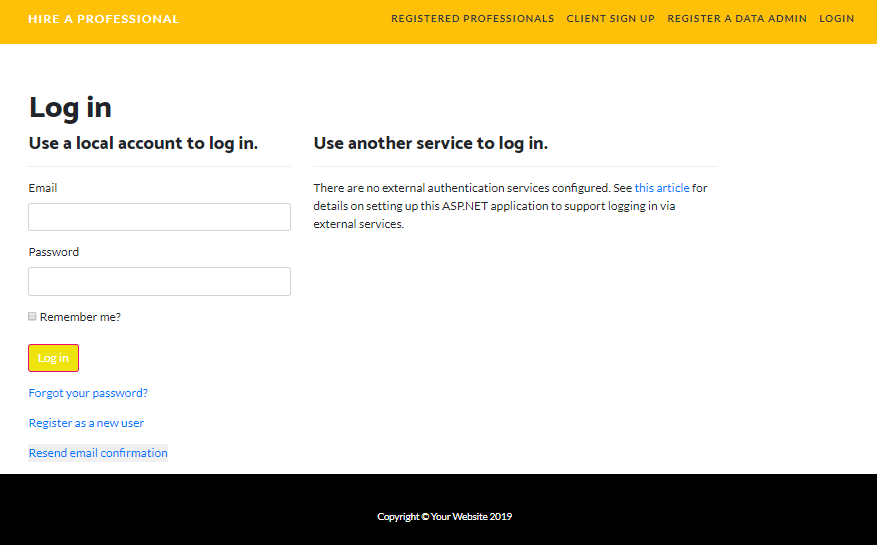 HIRE A PROFESSIONAL
REGISTERED PROFESSIONALS CLIENT SIGN UP REGISTER A DATA ADMIN LOGIN
Log in
Use a local account to log in.
Email
Password
Remember me?
Log in
Forgot your password?
Register as a new user
Resend email confirmation
Use another service to log in.
There are no external authentication services configured. See this article for
details on setting up this ASP.NET application to support logging in via
external services.
Copyright © Your Website 2019